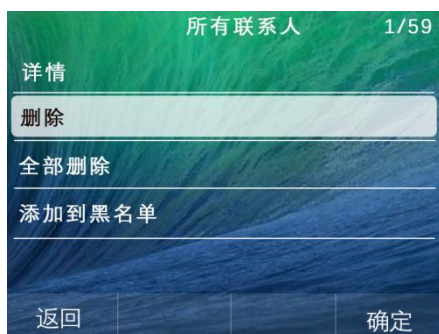 所有联系人 1/59
详情
删除
全部删除
添加到黑名单
返回 确定